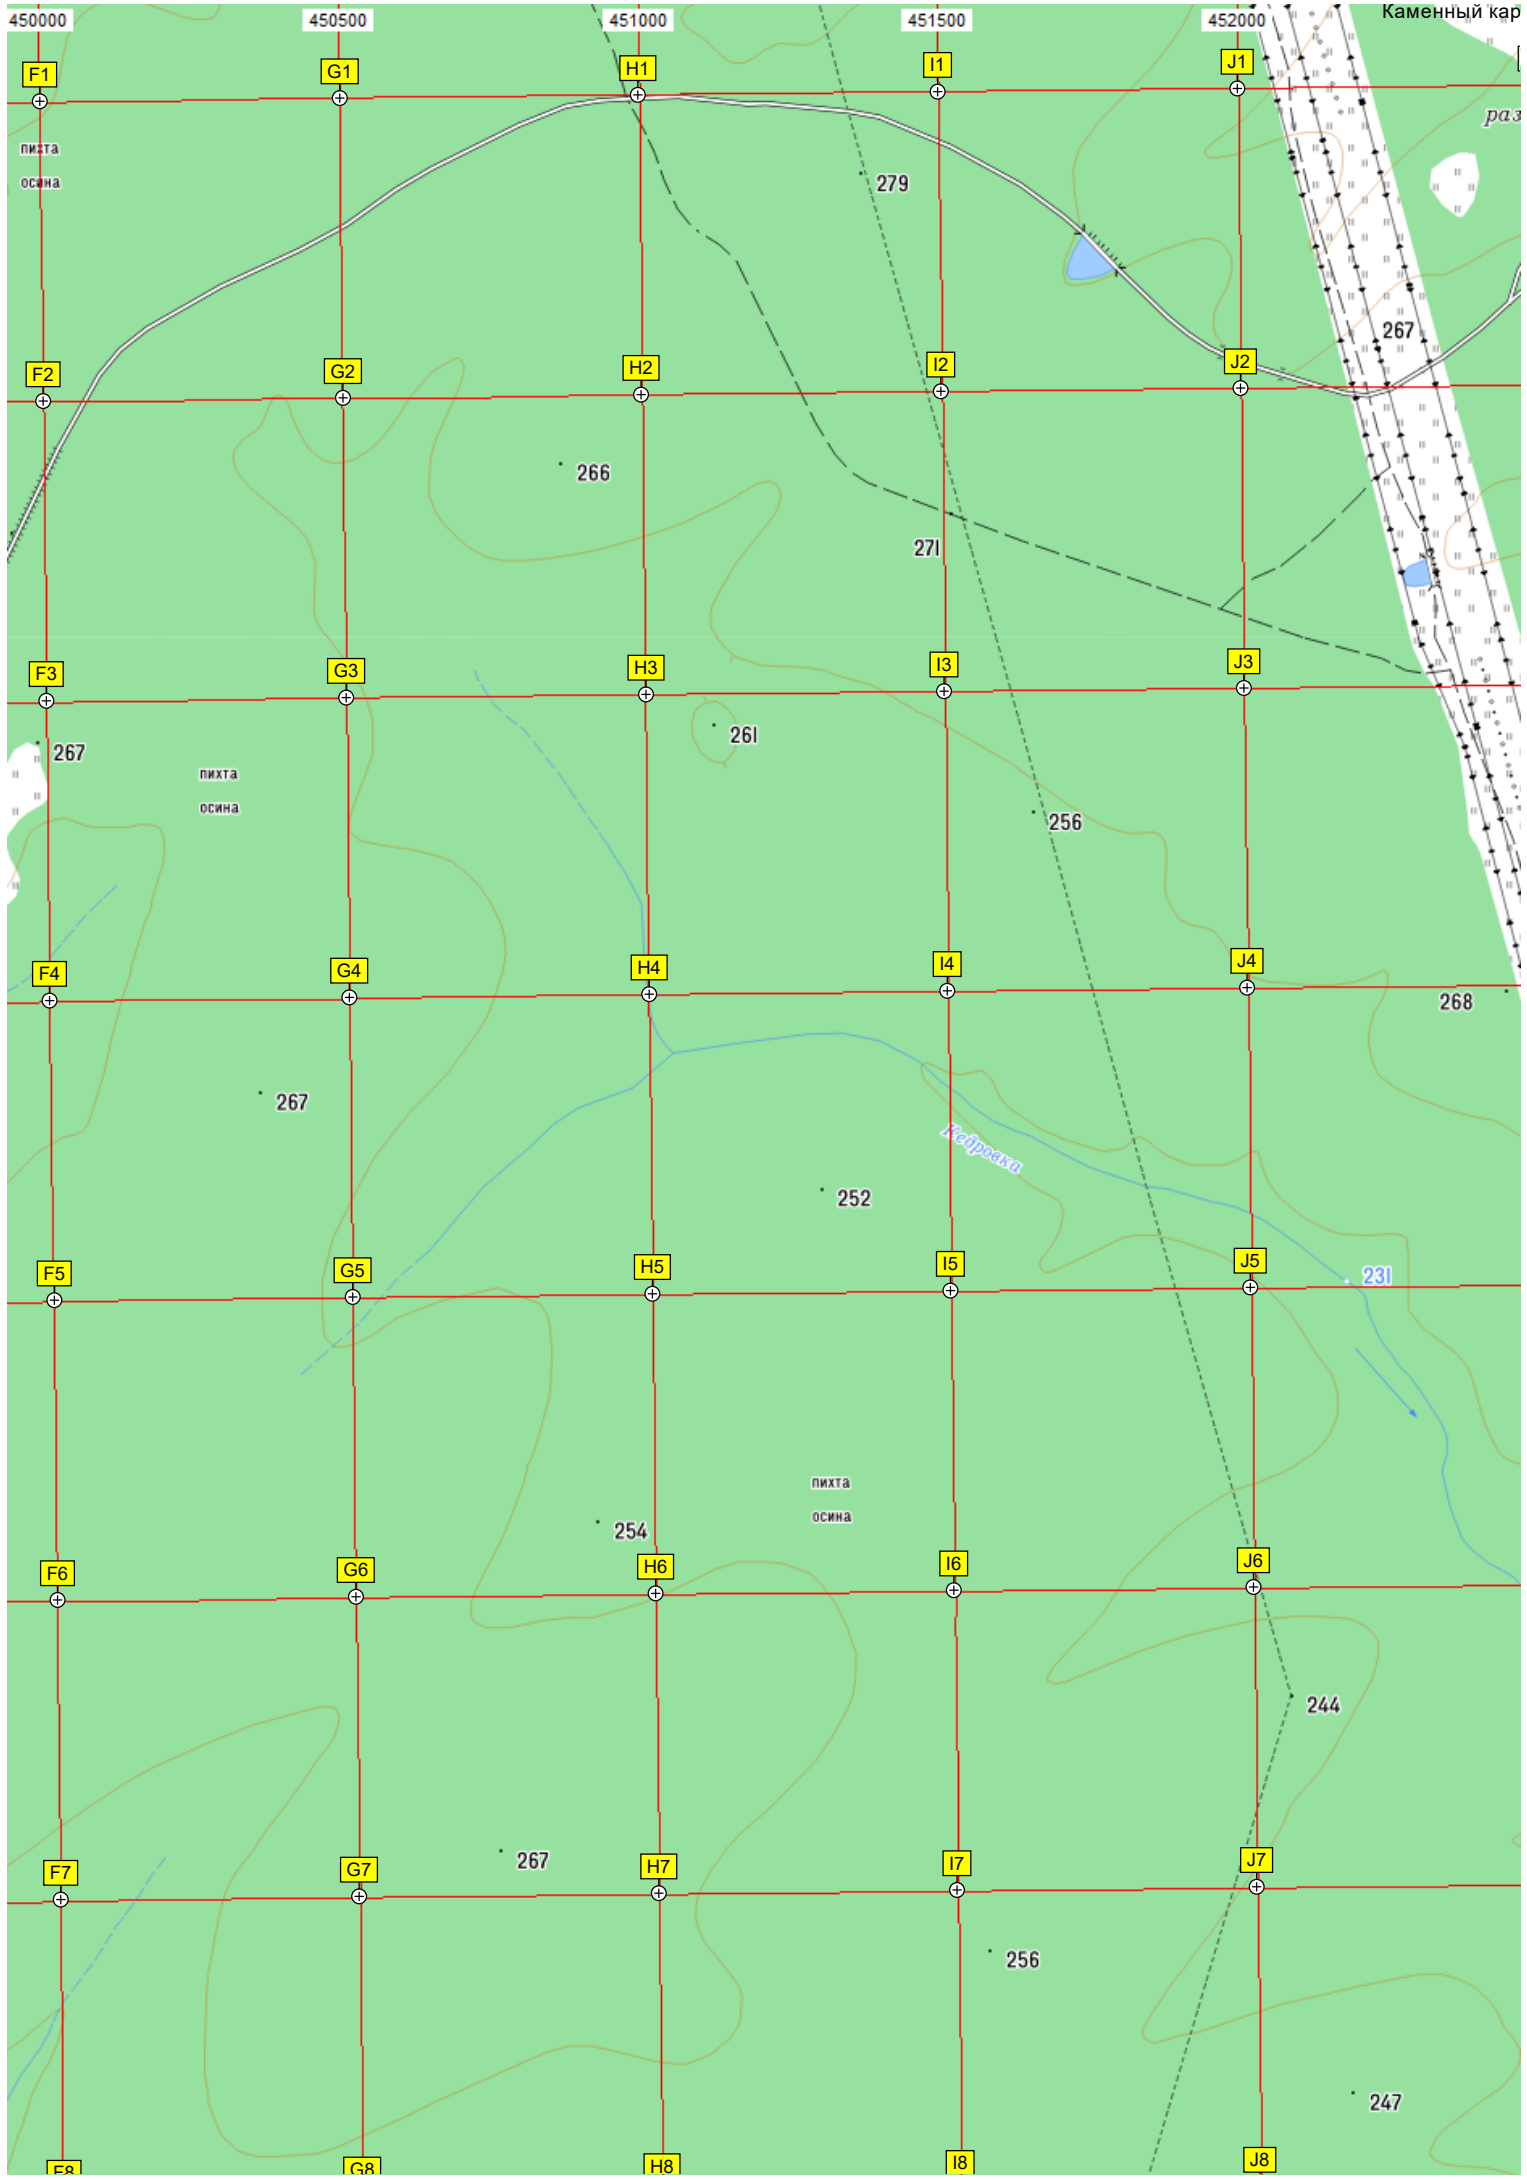 450000 450500 451000 451500 452000 Каменный кар
F1 G1 H1 I1 J1
раз
пихта
осина
279
267
F2 G2 H2 I2 J2
266
271
F3 G3 H3 I3 J3
267 261
пихта
осина
256
F4 G4 H4 I4 J4
268
267
Кедровка
252
F5 G5 H5 I5 J5
231
пихта
осина
254
F6 G6 H6 I6 J6
244
267
F7 G7 H7 I7 J7
256
247
F8 G8 H8 I8 J8